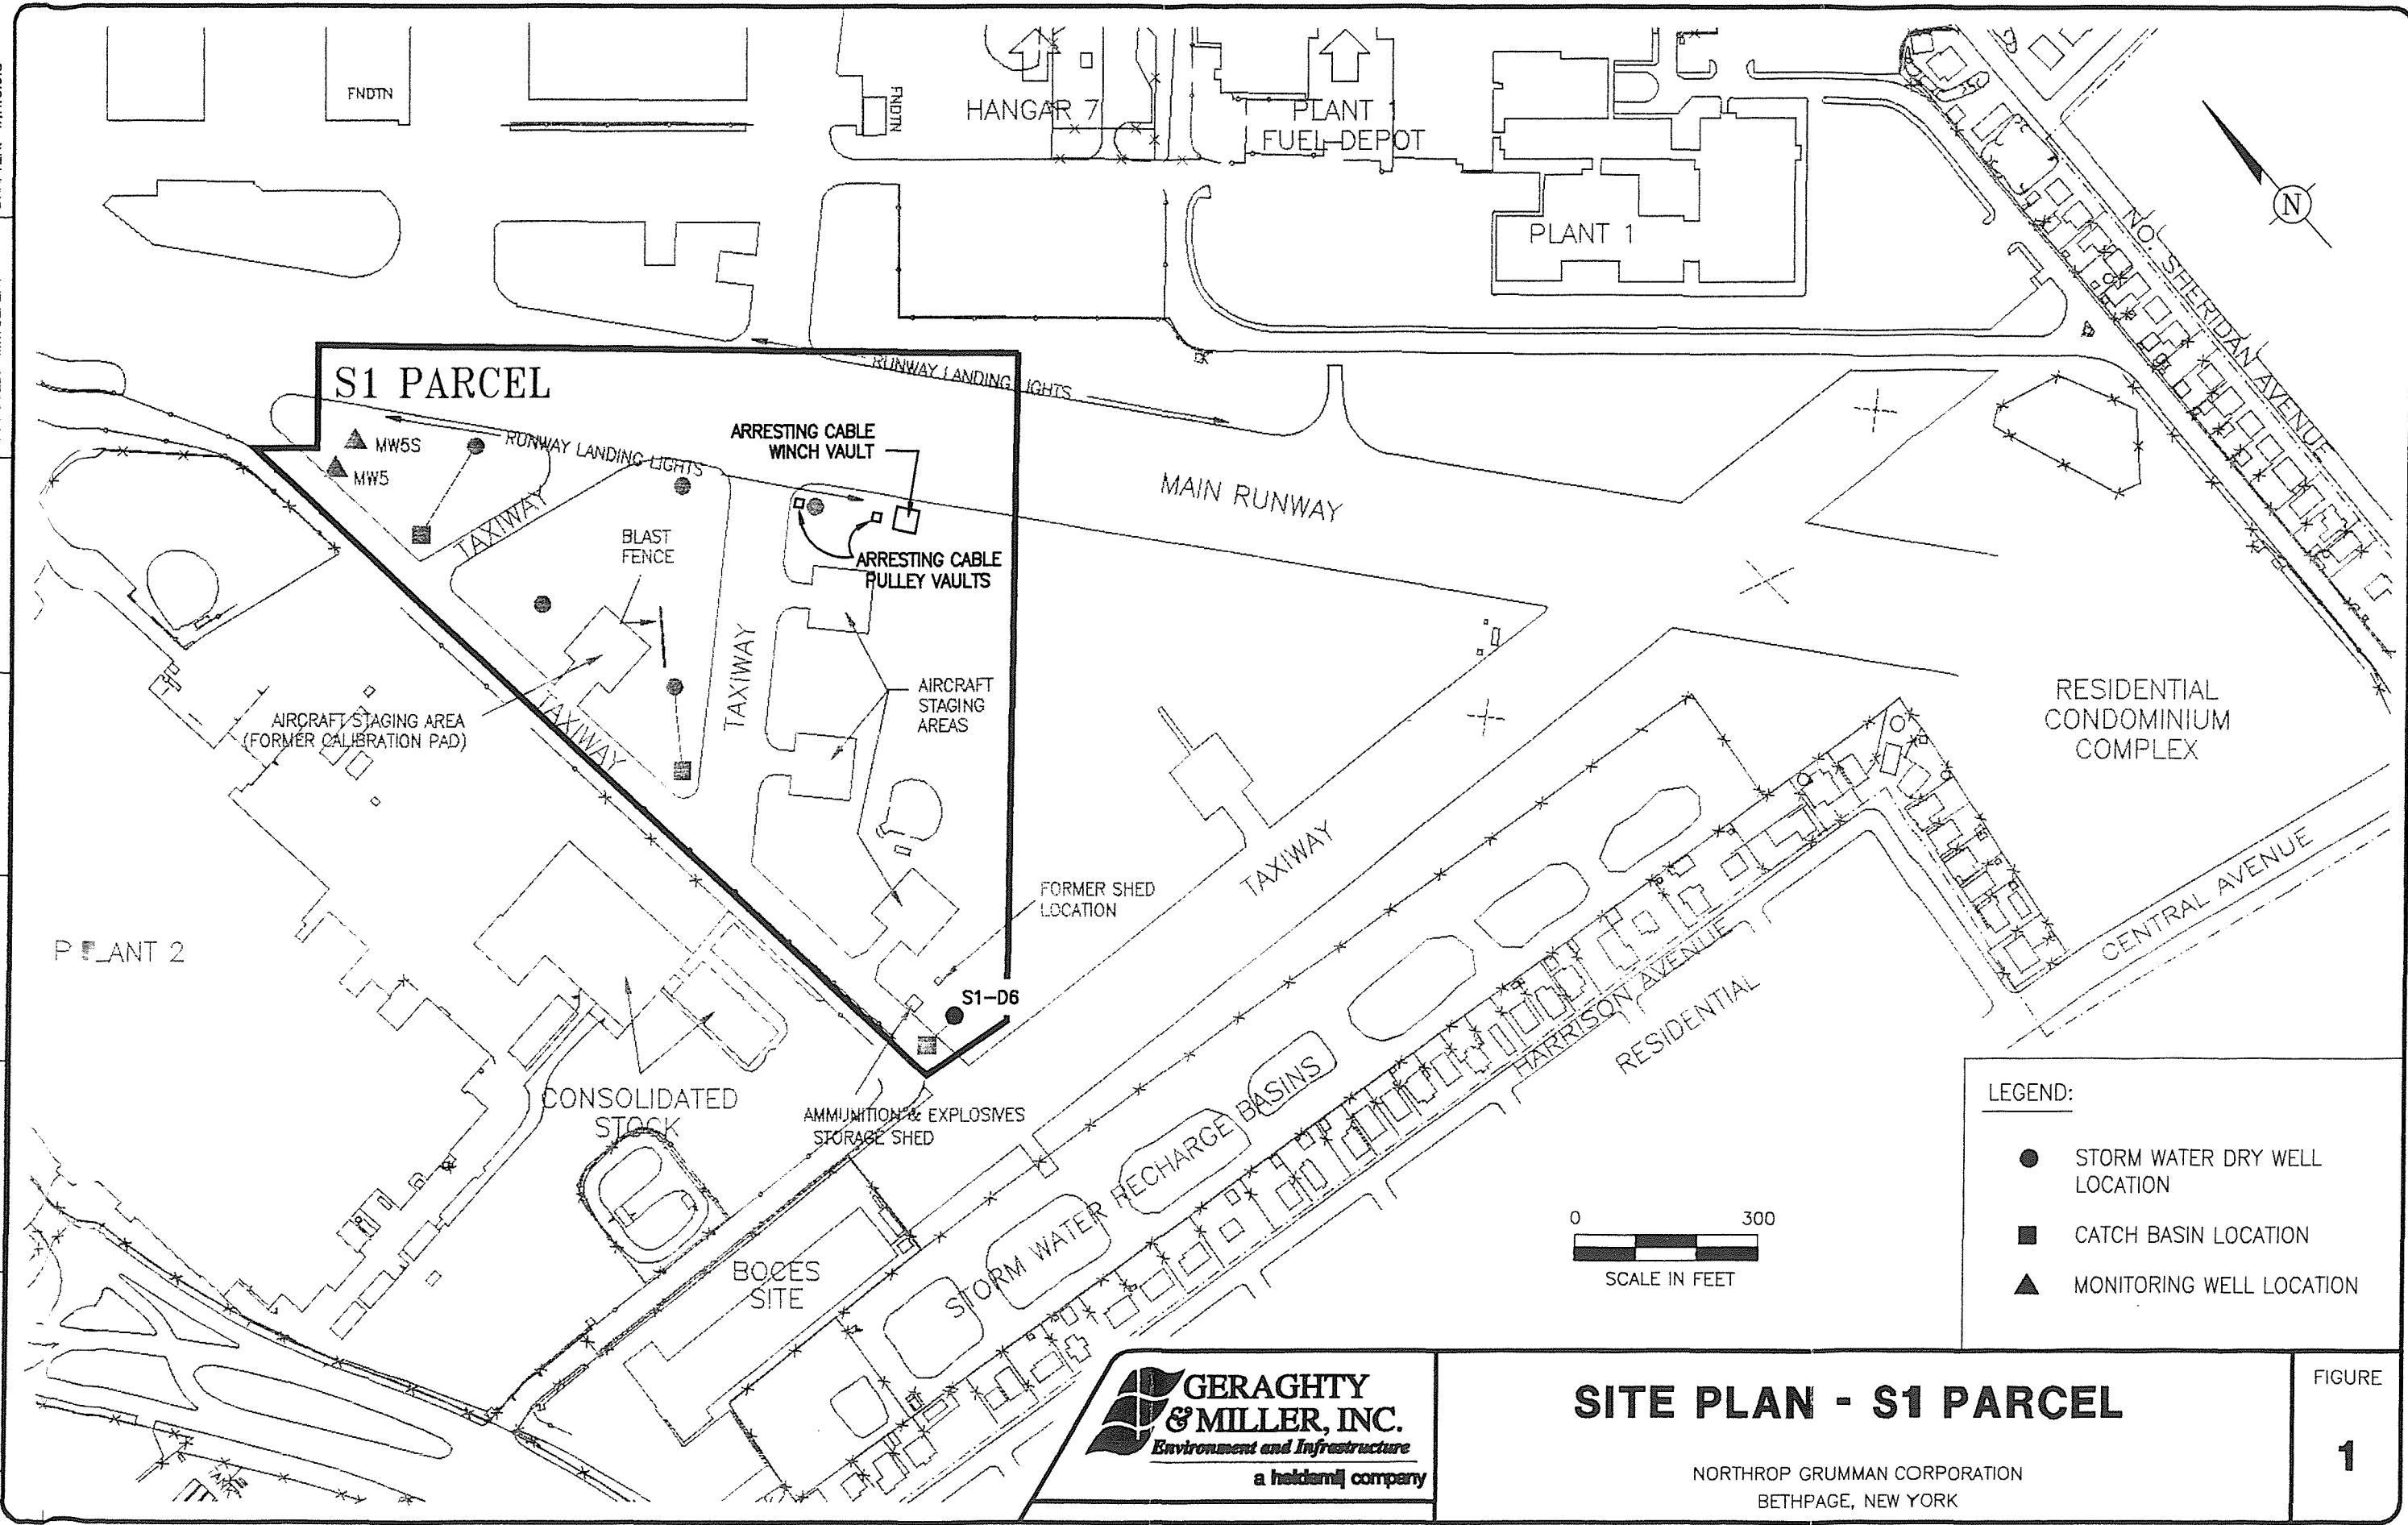 FNDTN
FNDTN
HANGAR 7
PLANT 1
FUEL DEPOT
PLANT 1
N
NO. SHERIDAN AVENUE
S1 PARCEL
RUNWAY LANDING LIGHTS
MW5S
MW5
RUNWAY LANDING LIGHTS
ARRESTING CABLE
WINCH VAULT
MAIN RUNWAY
TAXIWAY
BLAST
FENCE
ARRESTING CABLE
PULLEY VAULTS
TAXIWAY
AIRCRAFT
STAGING
AREAS
AIRCRAFT STAGING AREA
(FORMER CALIBRATION PAD)
TAXIWAY
RESIDENTIAL
CONDOMINIUM
COMPLEX
TAXIWAY
FORMER SHED
LOCATION
CENTRAL AVENUE
PLANT 2
S1-D6
HARRISON AVENUE
RESIDENTIAL
CONSOLIDATED
STOCK
AMMUNITION & EXPLOSIVES
STORAGE SHED
STORM WATER RECHARGE BASINS
BOCES
SITE
LEGEND:
STORM WATER DRY WELL
LOCATION
CATCH BASIN LOCATION
MONITORING WELL LOCATION
0 300
SCALE IN FEET
GERAGHTY
& MILLER, INC.
Environment and Infrastructure
a heidemij company
SITE PLAN - S1 PARCEL
NORTHROP GRUMMAN CORPORATION
BETHPAGE, NEW YORK
FIGURE
1